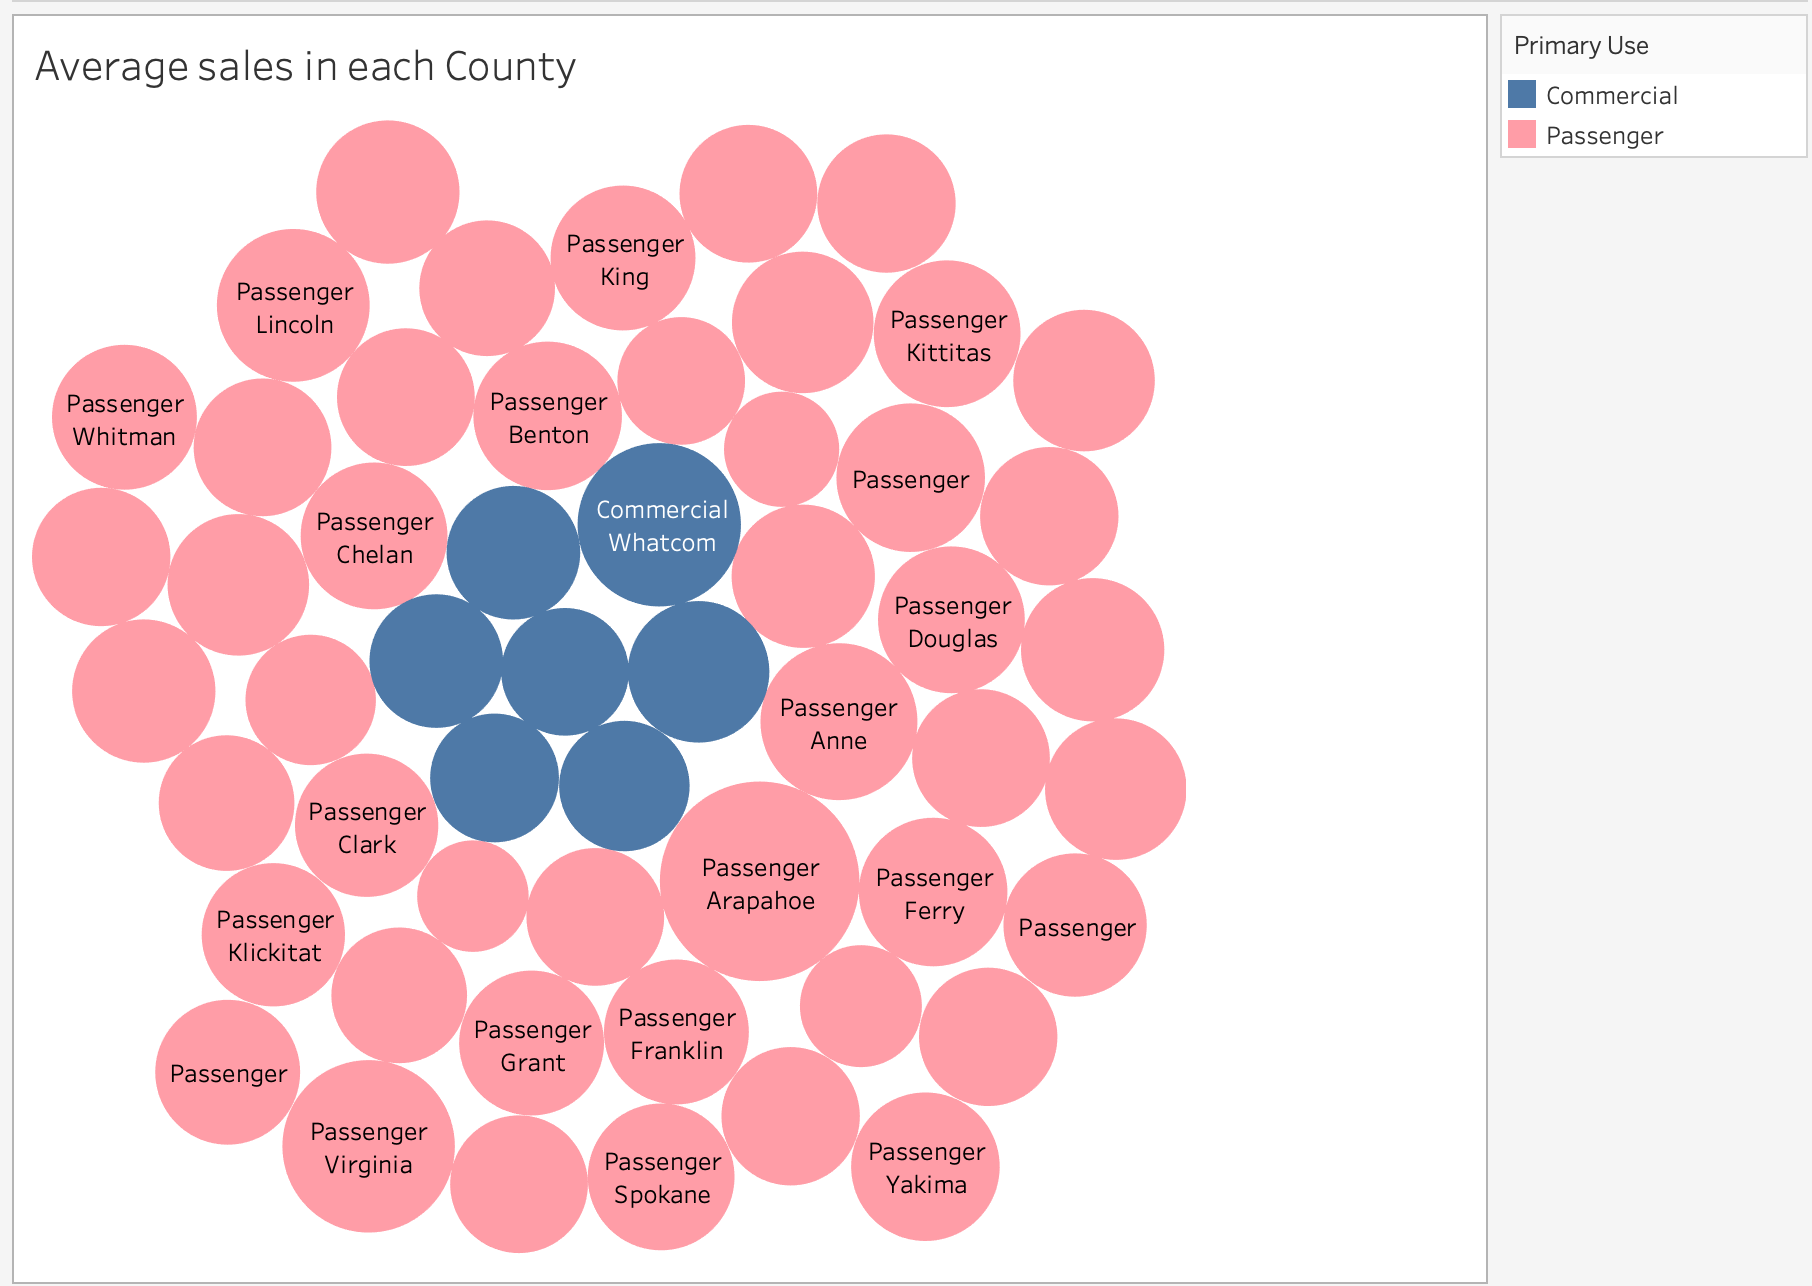 Average sales in each County
Primary Use
Commercial
Passenger
Passenger
King
Passenger
Lincoln
Passenger
Kittitas
Passenger
Whitman
Passenger
Benton
Passenger
Commercial
Whatcom
Passenger
Chelan
Passenger
Douglas
Passenger
Anne
Passenger
Clark
Passenger
Arapahoe
Passenger
Ferry
Passenger
Passenger
Klickitat
Passenger
Franklin
Passenger
Grant
Passenger
Passenger
Virginia
Passenger
Spokane
Passenger
Yakima